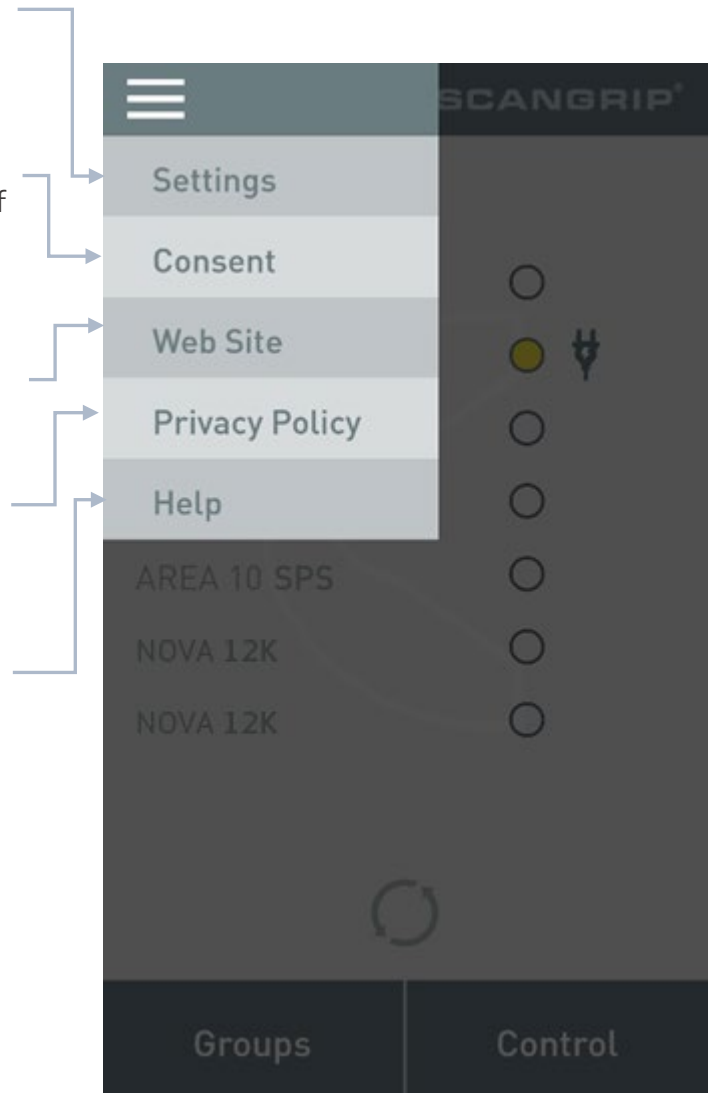 SCANGRIP®
Settings
f
Consent
Web Site
Privacy Policy
Help
AREA 10 SPS
NOVA 12K
NOVA 12K
Groups Control